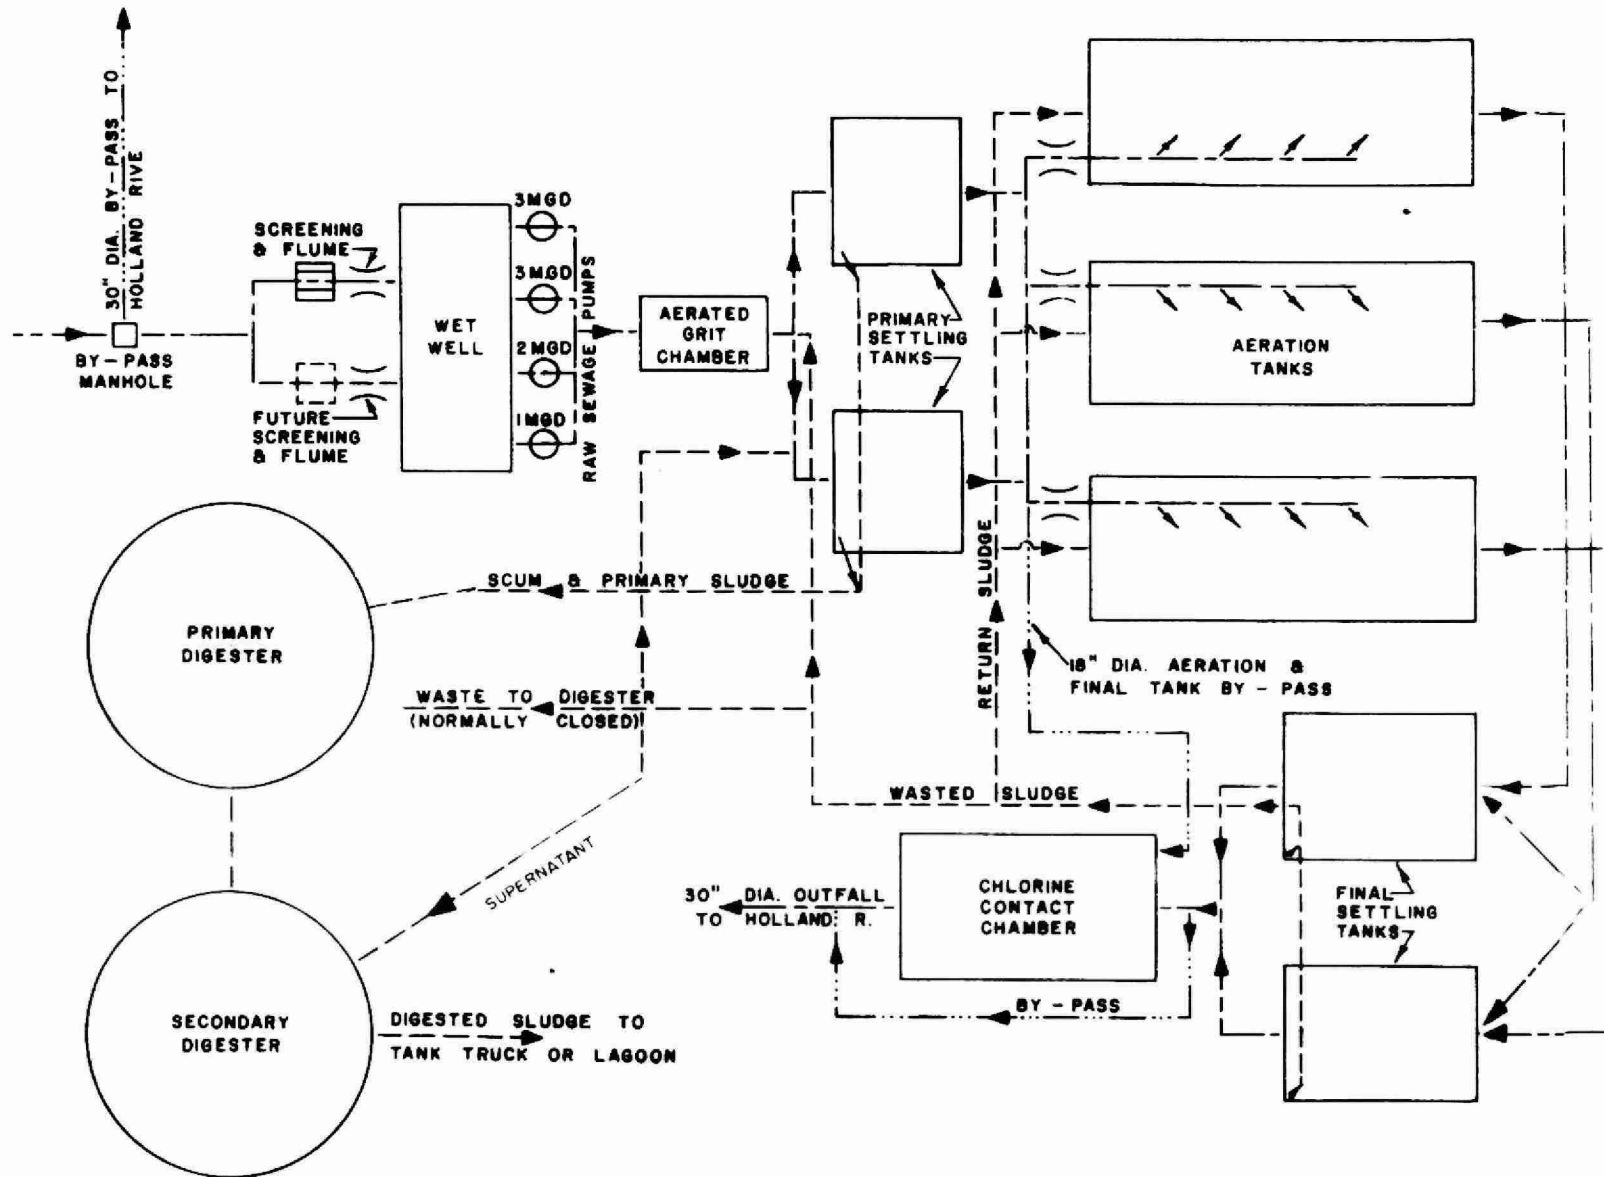 30" DIA. BY-PASS TO
HOLLAND RIVE
BY-PASS
MANHOLE
SCREENING
& FLUME
FUTURE
SCREENING
& FLUME
WET
WELL
3MGD
3MGD
2MGD
1MGD
RAW SEWAGE PUMPS
AERATED
GRIT
CHAMBER
PRIMARY
SETTLING
TANKS
AERATION
TANKS
SCUM & PRIMARY SLUDGE
PRIMARY
DIGESTER
WASTE TO DIGESTER
(NORMALLY CLOSED)
RETURN SLUDGE
18" DIA. AERATION &
FINAL TANK BY-PASS
WASTED SLUDGE
SUPERNATANT
30" DIA. OUTFALL
TO HOLLAND R.
CHLORINE
CONTACT
CHAMBER
FINAL
SETTLING
TANKS
BY-PASS
SECONDARY
DIGESTER
DIGESTED SLUDGE TO
TANK TRUCK OR LAGOON